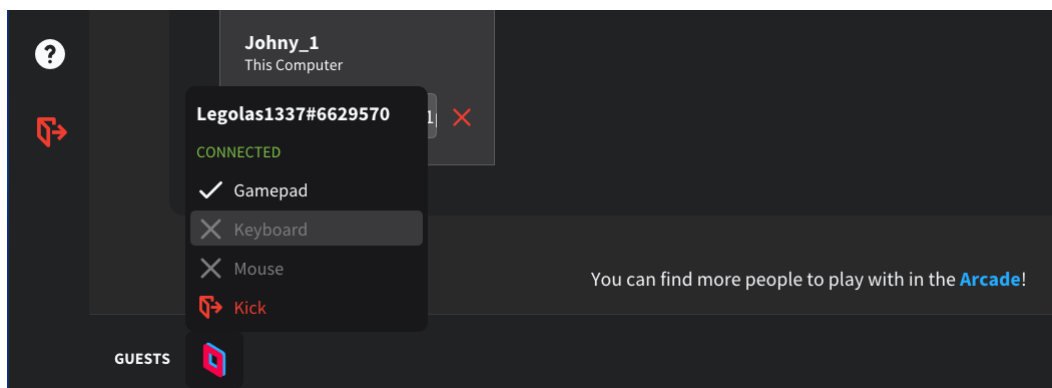 ?
Johny_1
This Computer
Legolas1337#6629570
CONNECTED
Gamepad
Keyboard
Mouse
Kick
You can find more people to play with in the Arcade!
GUESTS